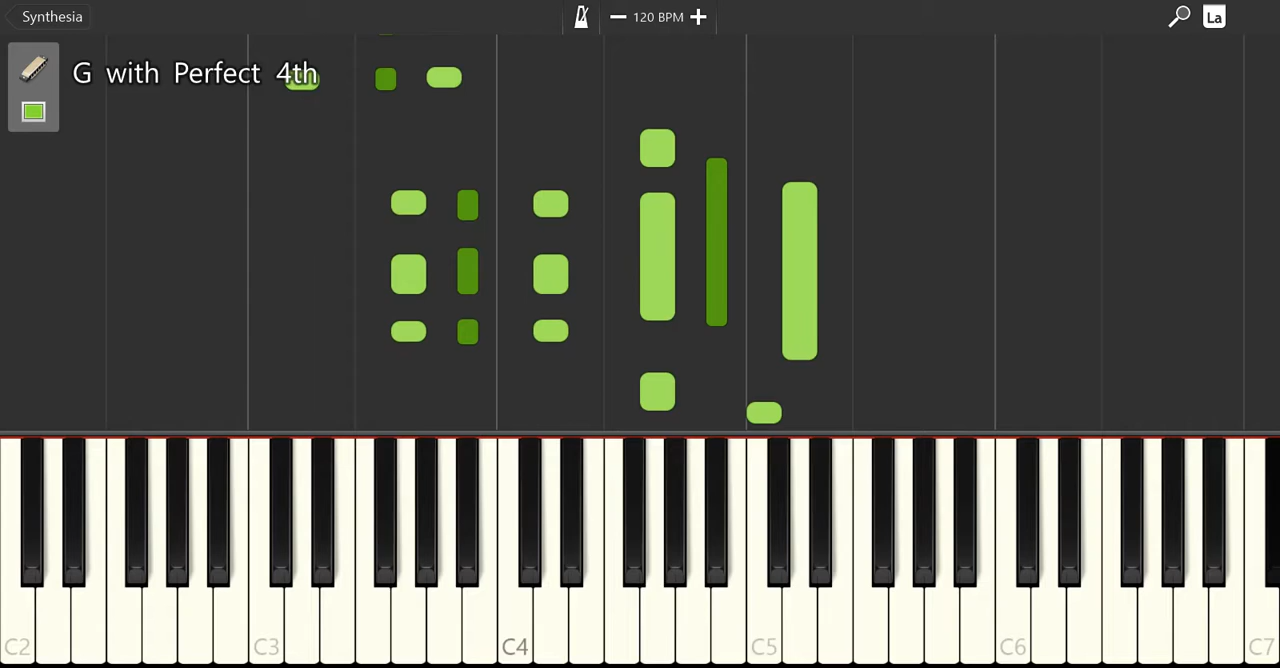 Synthesia
120 BPM
La
G with Perfect 4th
C2 C3 C4 C5 C6 C7